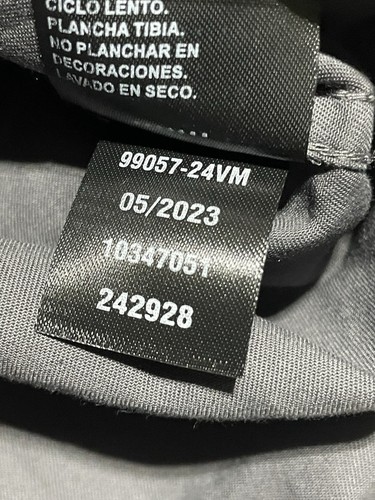 CICLO LENTO.
PLANCHA TIBIA.
NO PLANCHAR EN
DECORACIONES.
LAVADO EN SECO.
99057-24VM
05/2023
10347051
242928